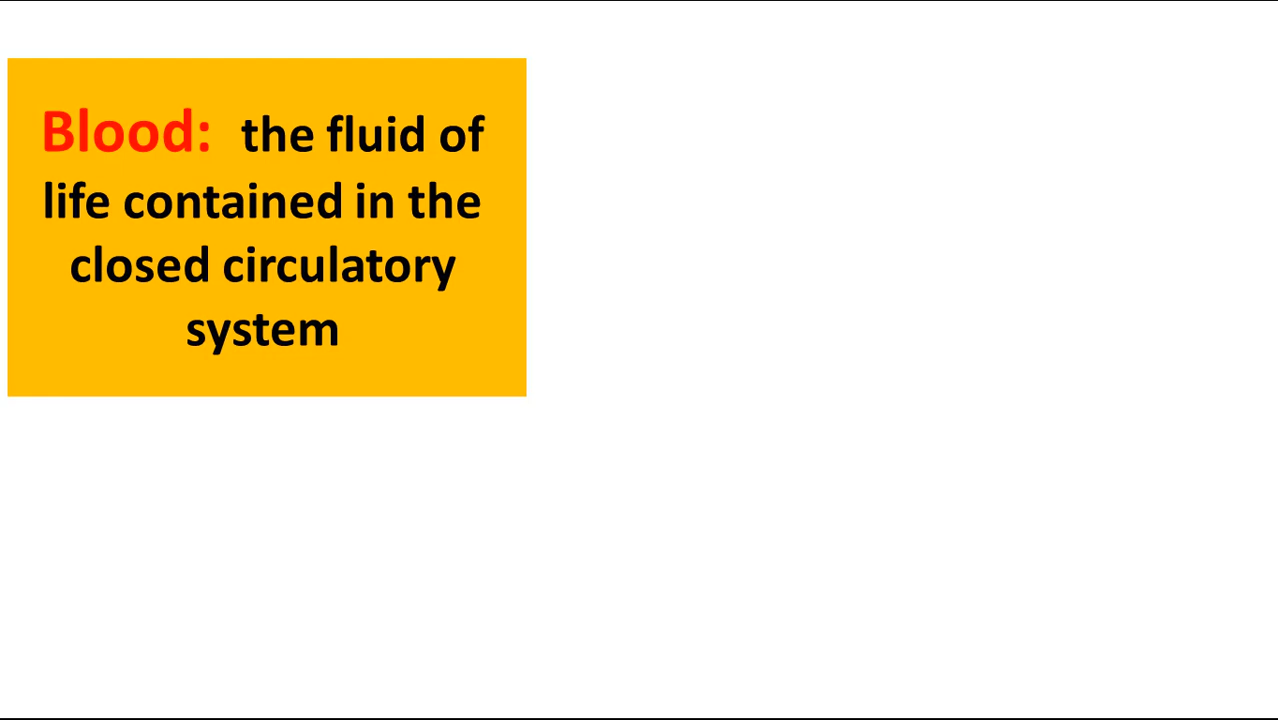 Blood: the fluid of
life contained in the
closed circulatory
system